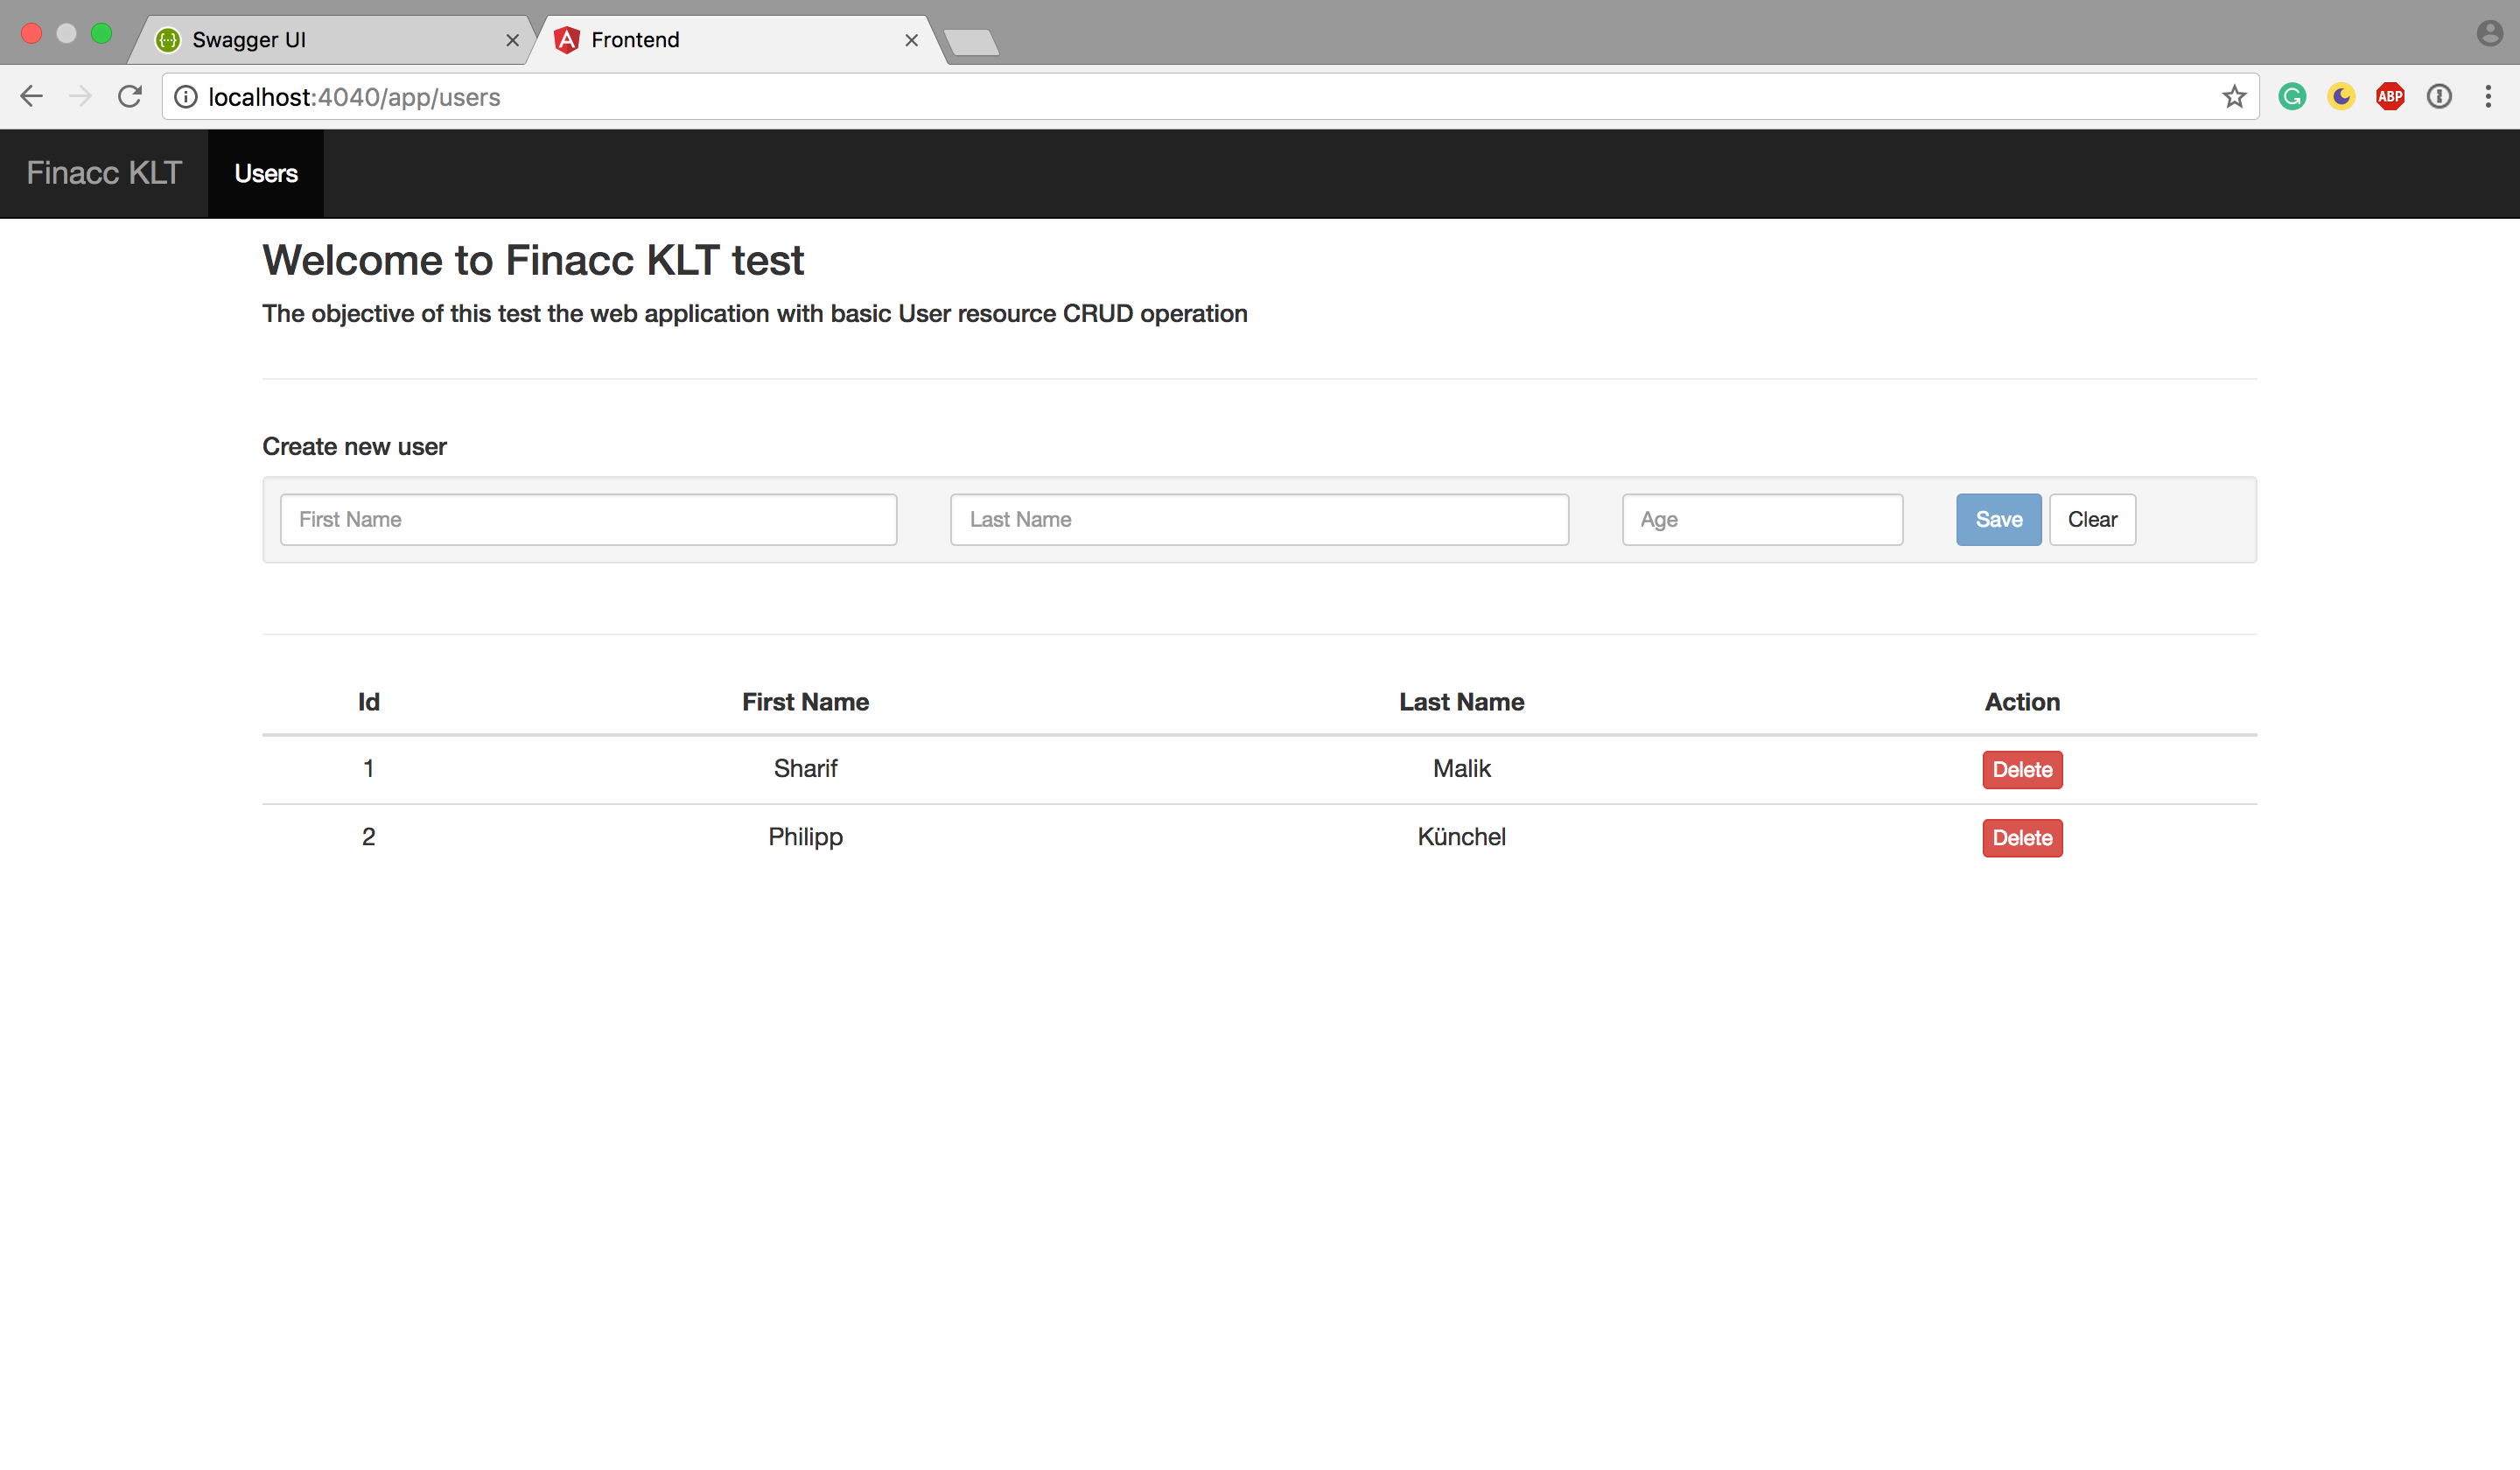 Swagger UI
Frontend
localhost:4040/app/users
ABP
Finacc KLT Users
Welcome to Finacc KLT test
The objective of this test the web application with basic User resource CRUD operation
Create new user
First Name Last Name Age Save Clear
Id First Name Last Name Action
1 Sharif Malik Delete
2 Philipp Künchel Delete